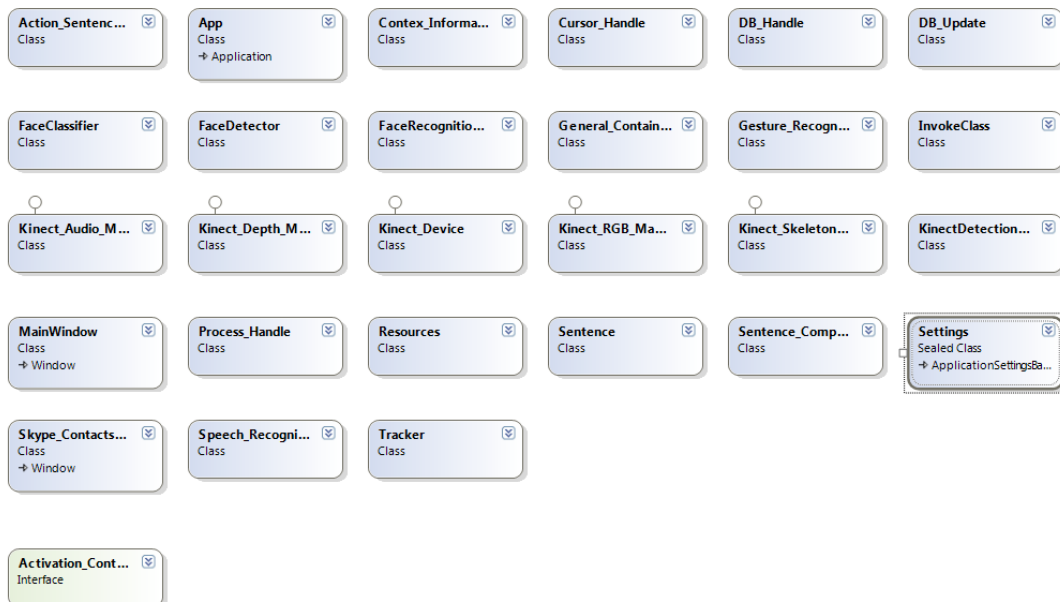 Action_Sentenc...
Class
App
Class
Application
Contex_Informa...
Class
Cursor_Handle
Class
DB_Handle
Class
DB_Update
Class
FaceClassifier
Class
FaceDetector
Class
FaceRecognitio...
Class
General_Contain...
Class
Gesture_Recogn...
Class
InvokeClass
Class
Kinect_Audio_M...
Class
Kinect_Depth_M...
Class
Kinect_Device
Class
Kinect_RGB_Ma...
Class
Kinect_Skeleton...
Class
KinectDetection...
Class
MainWindow
Class
Window
Process_Handle
Class
Resources
Class
Sentence
Class
Sentence_Comp...
Class
Settings
Sealed Class
ApplicationSettingsBa...
Skype_Contacts...
Class
Window
Speech_Recogni...
Class
Tracker
Class
Activation_Cont...
Interface